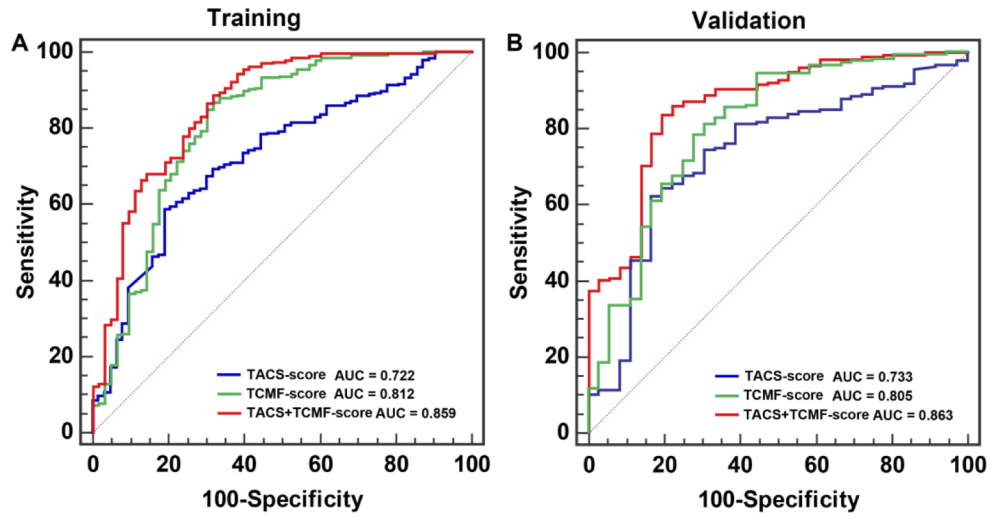 Training
A
100
80
60
40
20
0
Sensitivity
TACS-score AUC = 0.722
TCMF-score AUC = 0.812
TACS+TCMF-score AUC = 0.859
0 20 40 60 80 100
100-Specificity
Validation
B
100
80
60
40
20
0
Sensitivity
TACS-score AUC = 0.733
TCMF-score AUC = 0.805
TACS+TCMF-score AUC = 0.863
0 20 40 60 80 100
100-Specificity